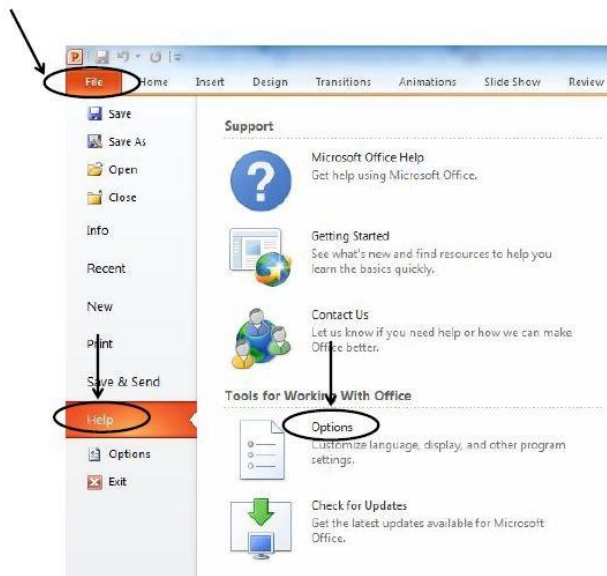 P
File Home Insert Design Transitions Animations Slide Show Review
Save
Save As
Open
Close
Info
Recent
New
Print
Save & Send
Help
Options
Exit
Support
Microsoft Office Help
Get help using Microsoft Office.
Getting Started
See what's new and find resources to help you
learn the basics quickly.
Contact Us
Let us know if you need help or how we can make
Office better.
Tools for Working With Office
Options
Customize language, display, and other program
settings.
Check for Updates
Get the latest updates available for Microsoft
Office.